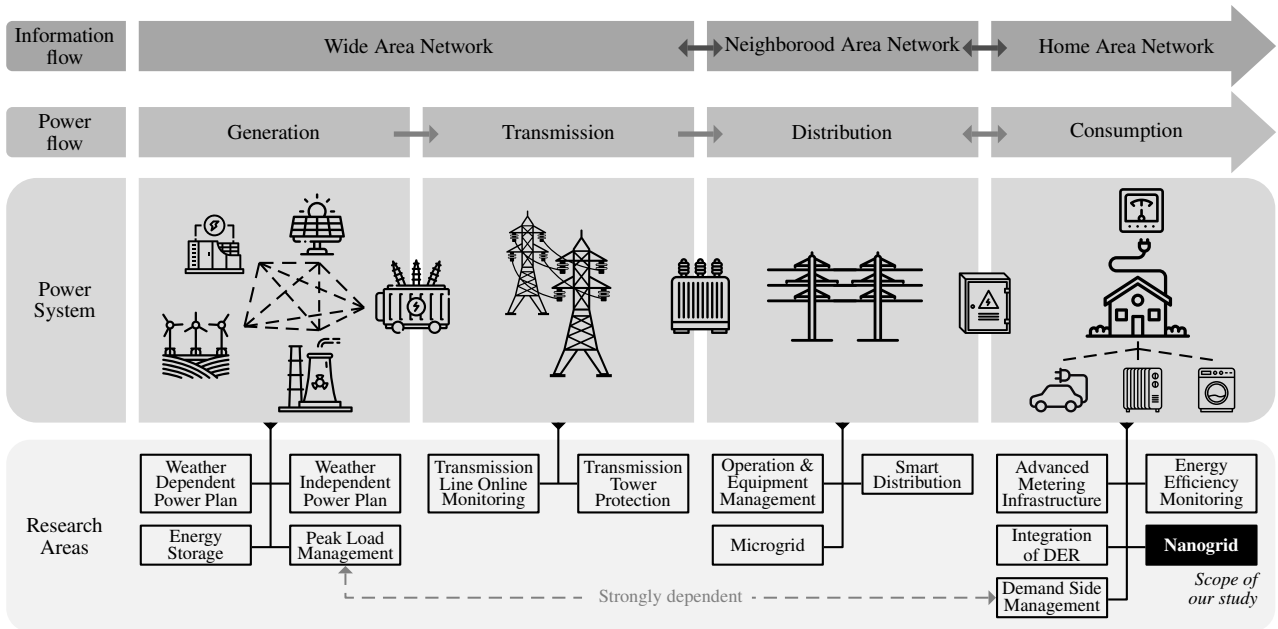 Information
flow
Wide Area Network
Neighborood Area Network
Home Area Network
Power
flow
Generation
Transmission
Distribution
Consumption
Power
System
Research
Areas
Weather
Dependent
Power Plan
Weather
Independent
Power Plan
Energy
Storage
Peak Load
Management
Transmission
Line Online
Monitoring
Transmission
Tower
Protection
Operation &
Equipment
Management
Smart
Distribution
Microgrid
Advanced
Metering
Infrastructure
Energy
Efficiency
Monitoring
Integration
of DER
Nanogrid
Scope of
our study
Demand Side
Management
Strongly dependent